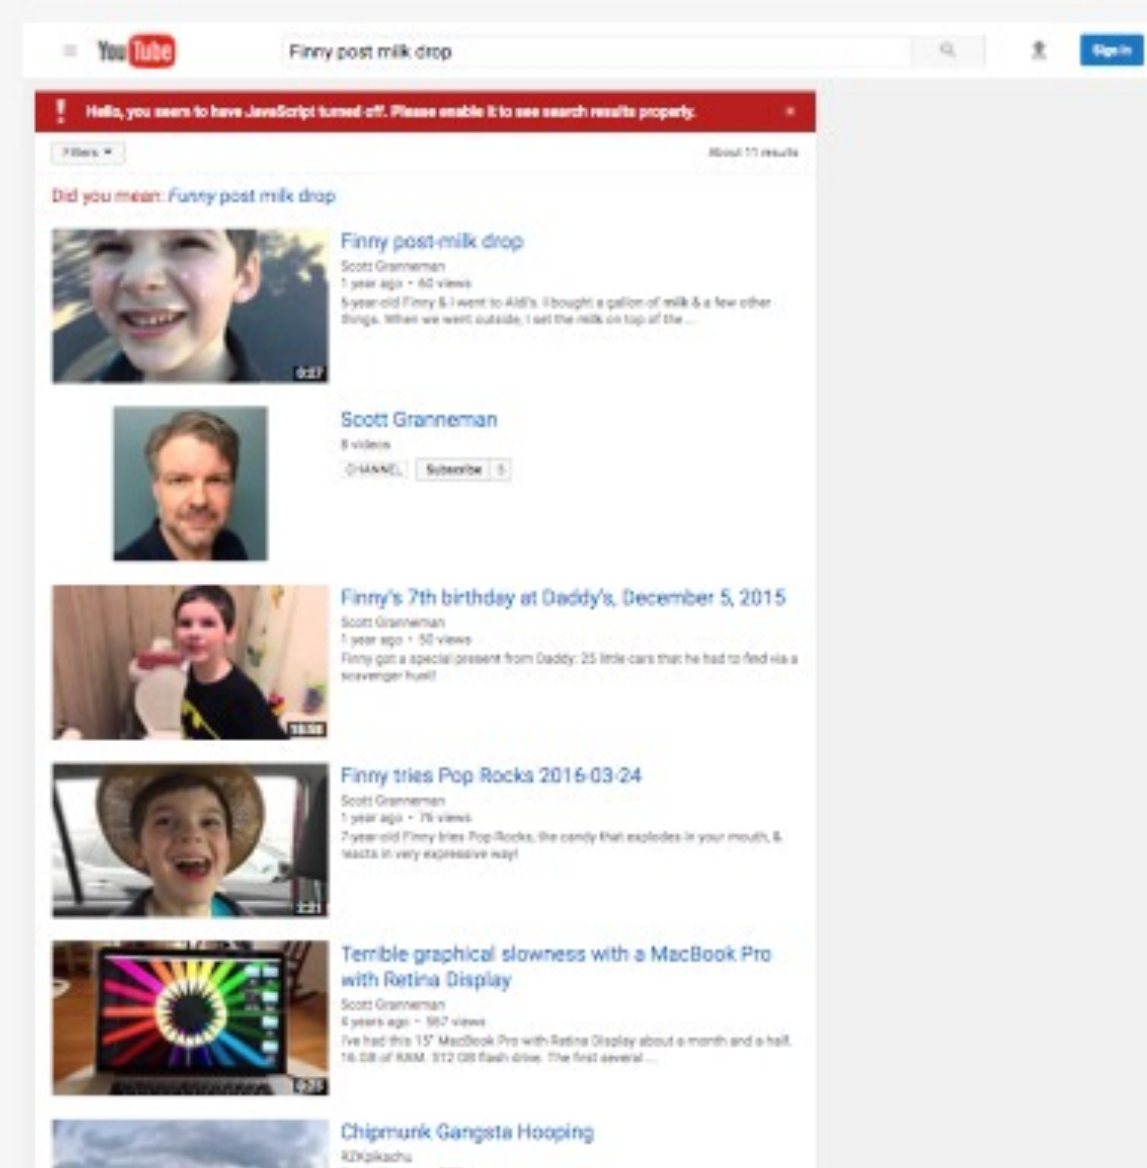 YouTube
Finny post milk drop
Sign in
Hello, you seem to have JavaScript turned off. Please enable it to see search results properly.
Filters
About 11 results
Did you mean: Funny post milk drop
Finny post-milk drop
Scott Granneman
1 year ago • 60 views
6-year-old Finny & I went to Aldi's. I bought a gallon of milk & a few other
things. When we went outside, I set the milk on top of the ...
0:27
Scott Granneman
8 videos
CHANNEL Subscribe
Finny's 7th birthday at Daddy's, December 5, 2015
Scott Granneman
1 year ago • 50 views
Finny got a special present from Daddy: 25 little cars that he had to find via a
scavenger hunt!
Finny tries Pop Rocks 2016-03-24
Scott Granneman
1 year ago • 76 views
7-year-old Finny tries Pop Rocks, the candy that explodes in your mouth, &
reacts in very expressive way!
2:21
Terrible graphical slowness with a MacBook Pro
with Retina Display
Scott Granneman
years ago • 567 views
I've had this 15" MacBook Pro with Retina Display about a month and a half.
16 GB of RAM. 512 GB flash drive. The first several ...
Chipmunk Gangsta Hooping